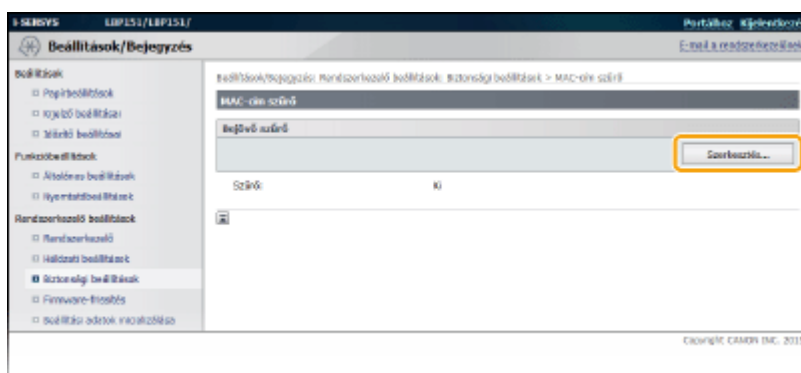 i-SENSYS LBP151/LBP151/
Portálhoz Kijelentkezés
Beállítások/Bejegyzés
E-mail a rendszerkezelőnek
Beállítások
Papírbeállítások
Kijelző beállításai
Időzítő beállításai
Funkcióbeállítások
Általános beállítások
Nyomtatóbeállítások
Rendszerkezelő beállítások
Rendszerkezelő
Hálózati beállítások
Biztonsági beállítások
Firmware-frissítés
Beállítási adatok inicializálása
Beállítások/Bejegyzés: Rendszerkezelő beállítások: Biztonsági beállítások > MAC-cím szűrő
MAC-cím szűrő
Bejövő szűrő
Szerkesztés...
Szűrő: Ki
Copyright CANON INC. 2015